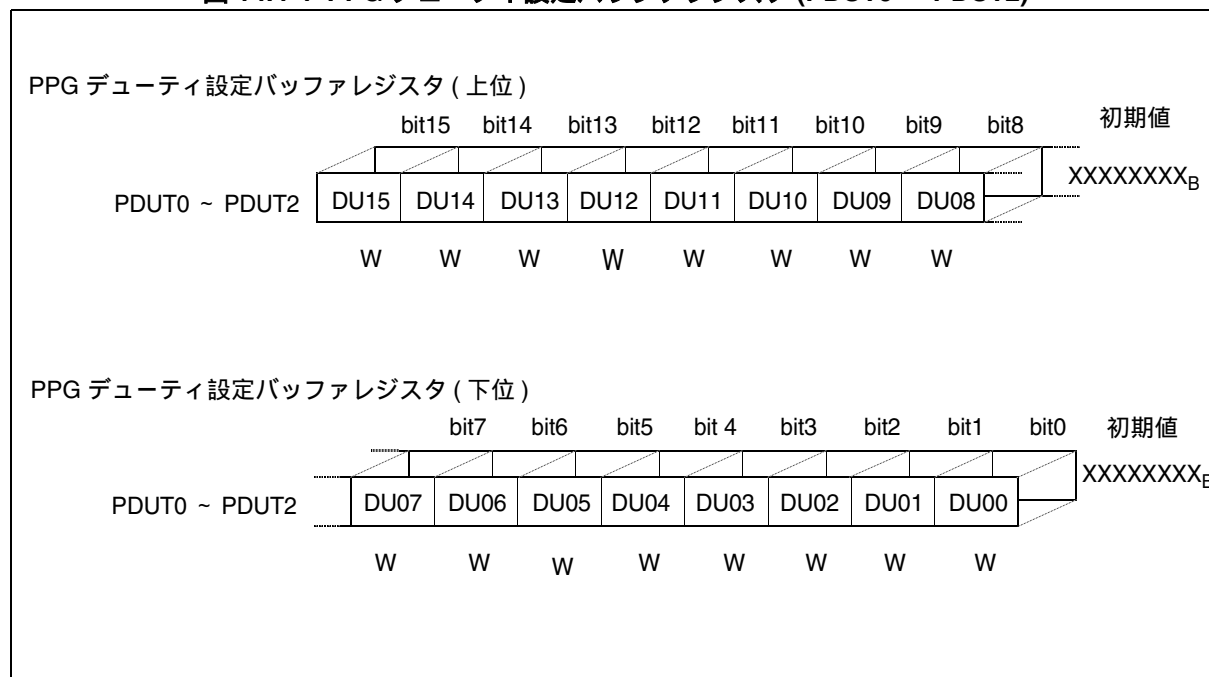 PPG デューティ設定バッファレジスタ ( 上位 )
bit15 bit14 bit13 bit12 bit11 bit10 bit9 bit8 初期値
PDUT0 ~ PDUT2 DU15 DU14 DU13 DU12 DU11 DU10 DU09 DU08 XXXXXXXXB
W W W W W W W W
PPG デューティ設定バッファレジスタ ( 下位 )
bit7 bit6 bit5 bit 4 bit3 bit2 bit1 bit0 初期値
PDUT0 ~ PDUT2 DU07 DU06 DU05 DU04 DU03 DU02 DU01 DU00 XXXXXXXXB
W W W W W W W W